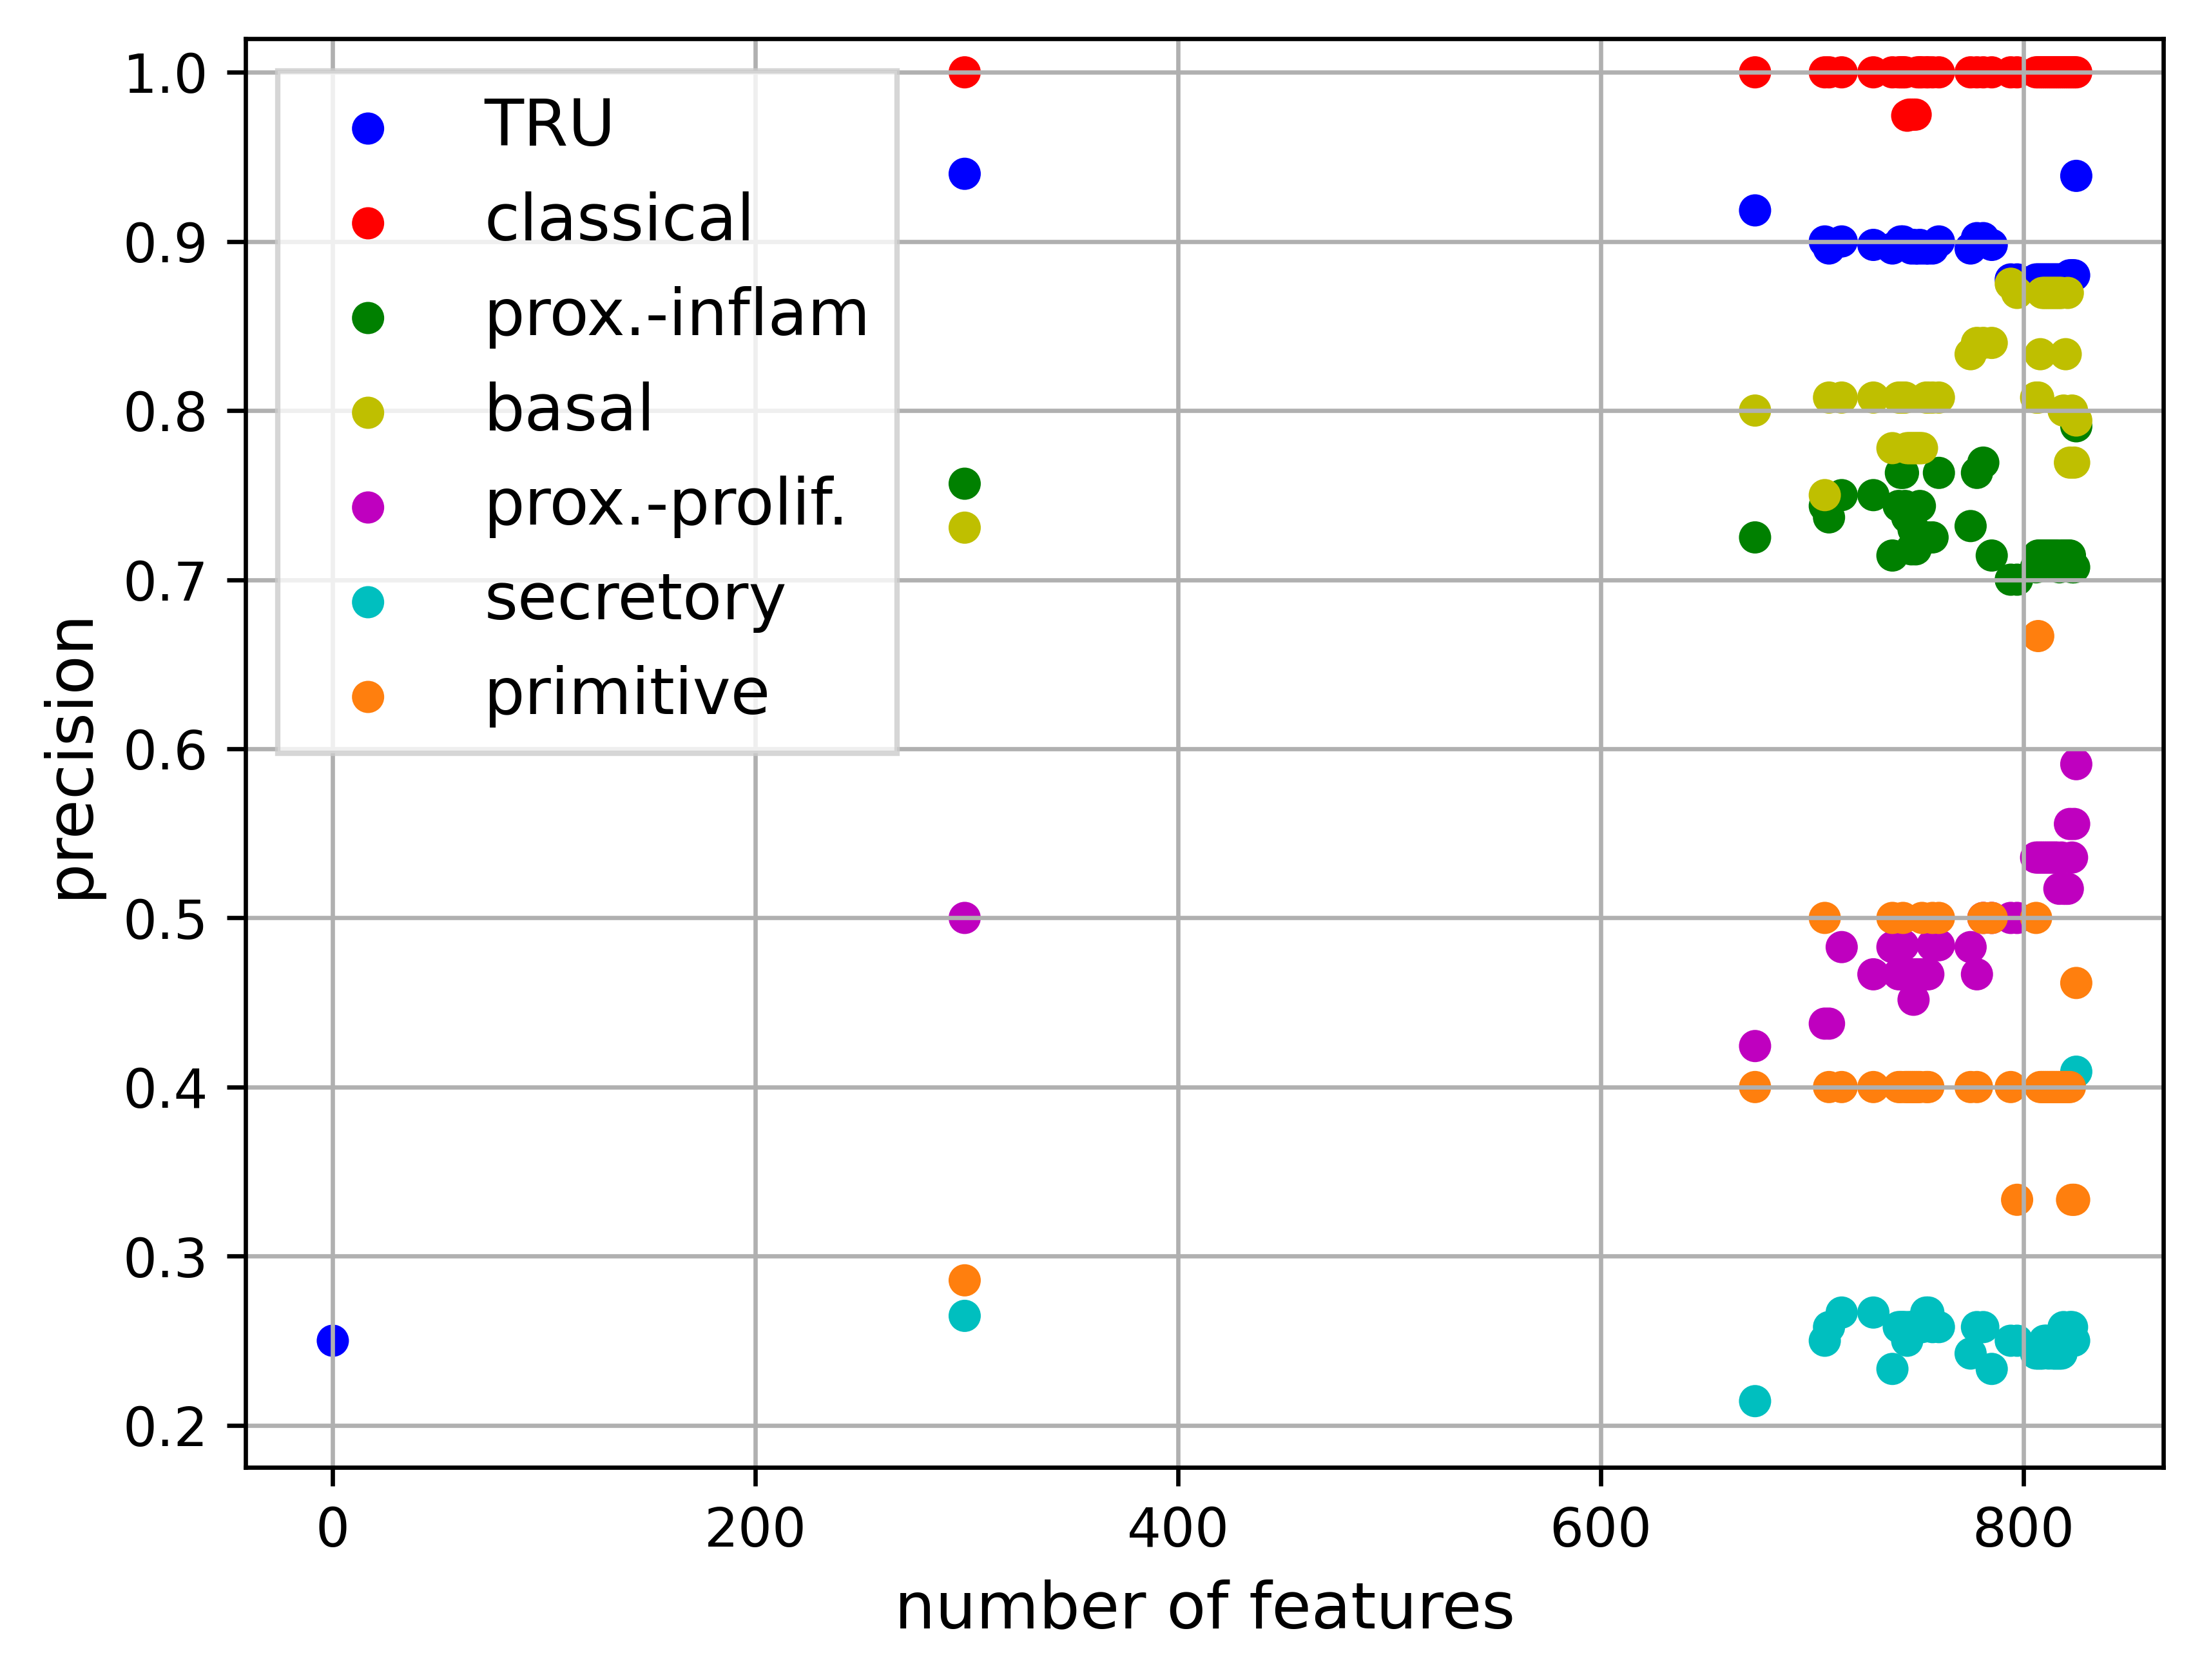 1.0
0.9
0.8
0.7
0.6
0.5
0.4
0.3
0.2
precision
TRU
classical
prox.-inflam
basal
prox.-prolif.
secretory
primitive
0 200 400 600 800
number of features